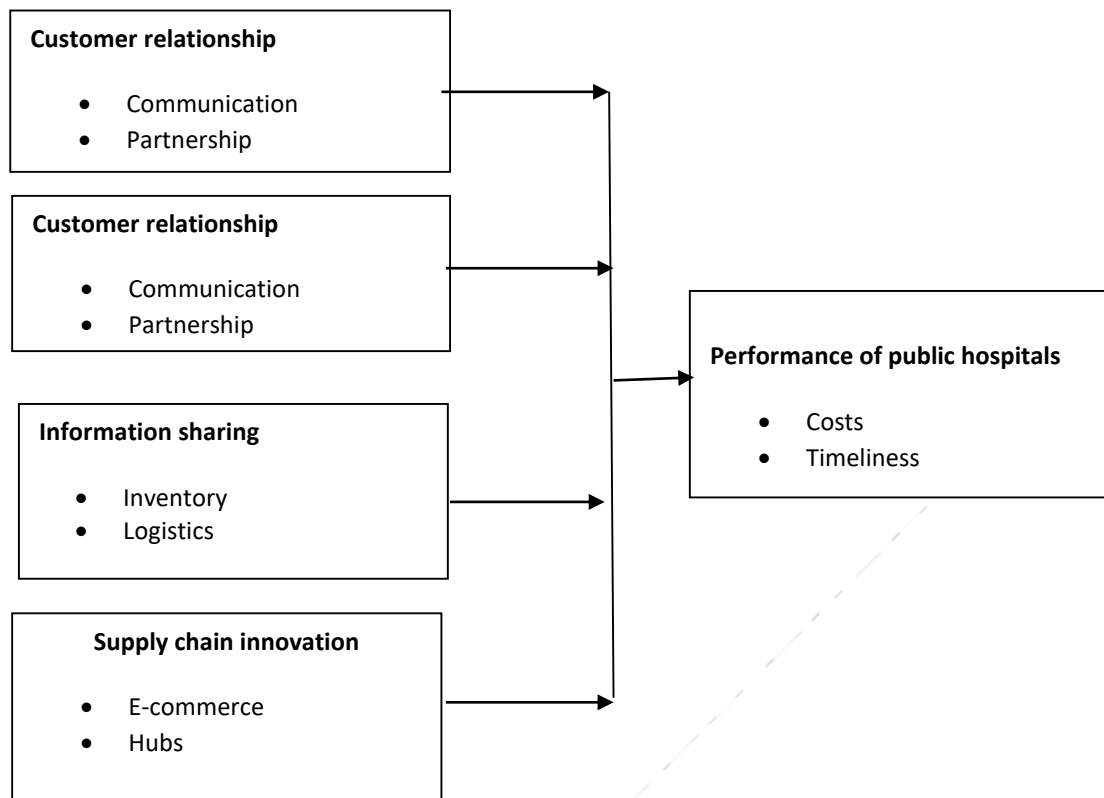 Customer relationship
• Communication
• Partnership
Customer relationship
• Communication
• Partnership
Information sharing
• Inventory
• Logistics
Supply chain innovation
• E-commerce
• Hubs
Performance of public hospitals
• Costs
• Timeliness